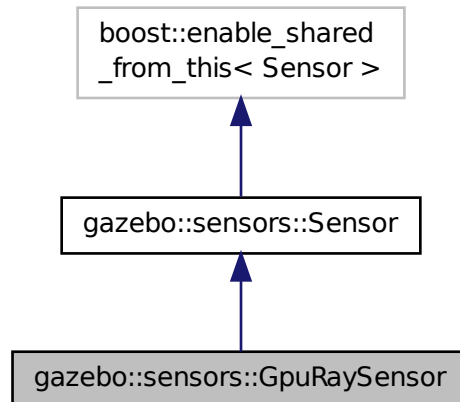 boost::enable_shared
_from_this< Sensor >
gazebo::sensors::Sensor
gazebo::sensors::GpuRaySensor